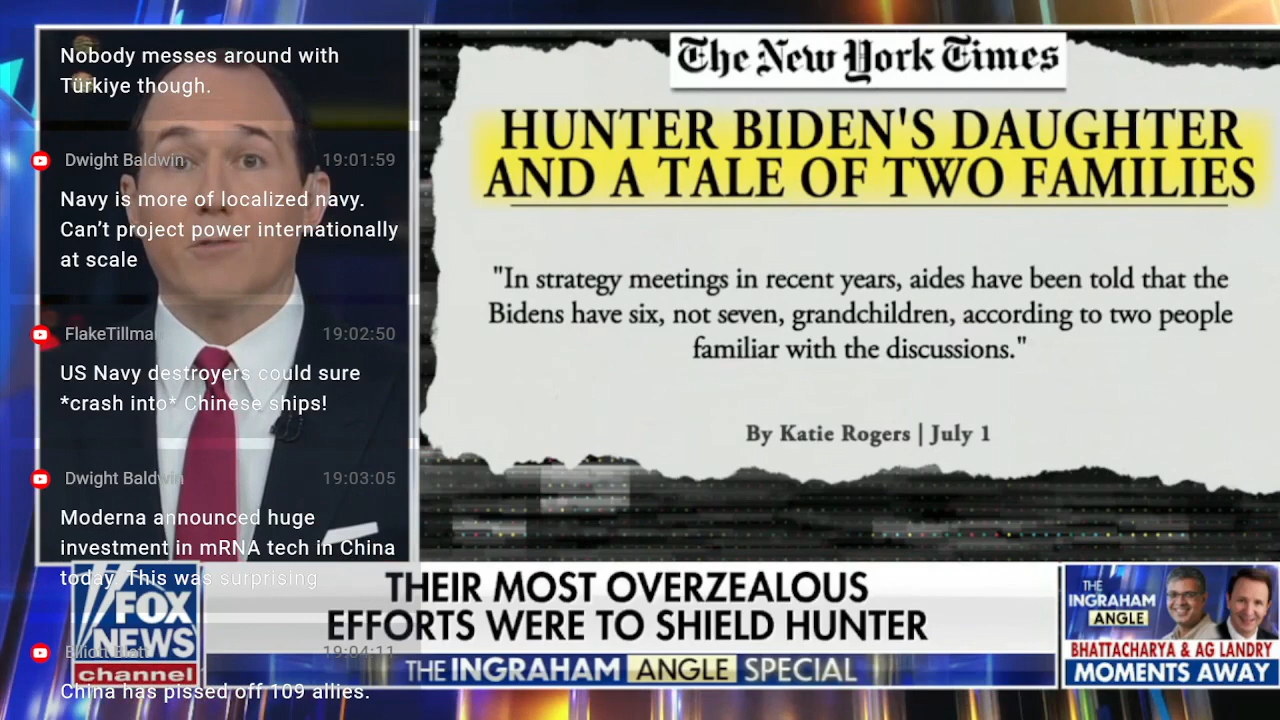 Nobody messes around with
Türkiye though.
Dwight Baldwin 19:01:59
Navy is more of localized navy.
Can't project power internationally
at scale
FlakeTillman 19:02:50
US Navy destroyers could sure
*crash into* Chinese ships!
Dwight Baldwin 19:03:05
Moderna announced huge
investment in mRNA tech in China
today. This was surprising
Elliott Blatt 19:04:11
China has pissed off 109 allies.
The New York Times
HUNTER BIDEN'S DAUGHTER
AND A TALE OF TWO FAMILIES
"In strategy meetings in recent years, aides have been told that the
Bidens have six, not seven, grandchildren, according to two people
familiar with the discussions."
By Katie Rogers | July 1
FOX
NEWS
channel
THEIR MOST OVERZEALOUS
EFFORTS WERE TO SHIELD HUNTER
THE INGRAHAM ANGLE SPECIAL
THE
INGRAHAM
ANGLE
BHATTACHARYA & AG LANDRY
MOMENTS AWAY